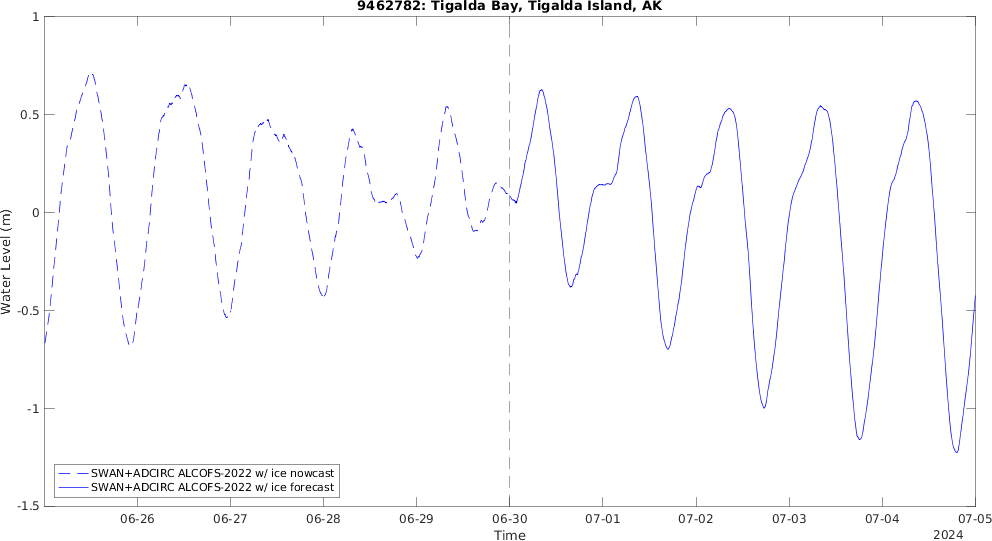 9462782: Tigalda Bay, Tigalda Island, AK
1
0.5
0
-0.5
-1
-1.5
Water Level (m)
SWAN+ADCIRC ALCOFS-2022 w/ ice nowcast
SWAN+ADCIRC ALCOFS-2022 w/ ice forecast
06-26 06-27 06-28 06-29 06-30 07-01 07-02 07-03 07-04 07-05
Time
2024